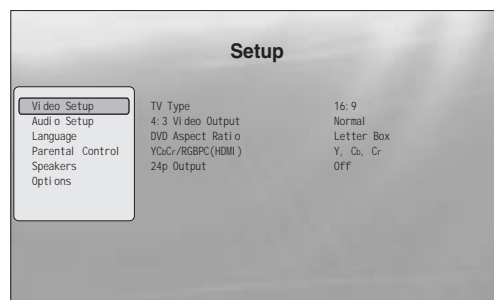 Setup
Video Setup
Audio Setup
Language
Parental Control
Speakers
Options
TV Type 16:9
4:3 Video Output Normal
DVD Aspect Ratio Letter Box
YCbCr/RGBPC(HDMI) Y, Cb, Cr
24p Output Off